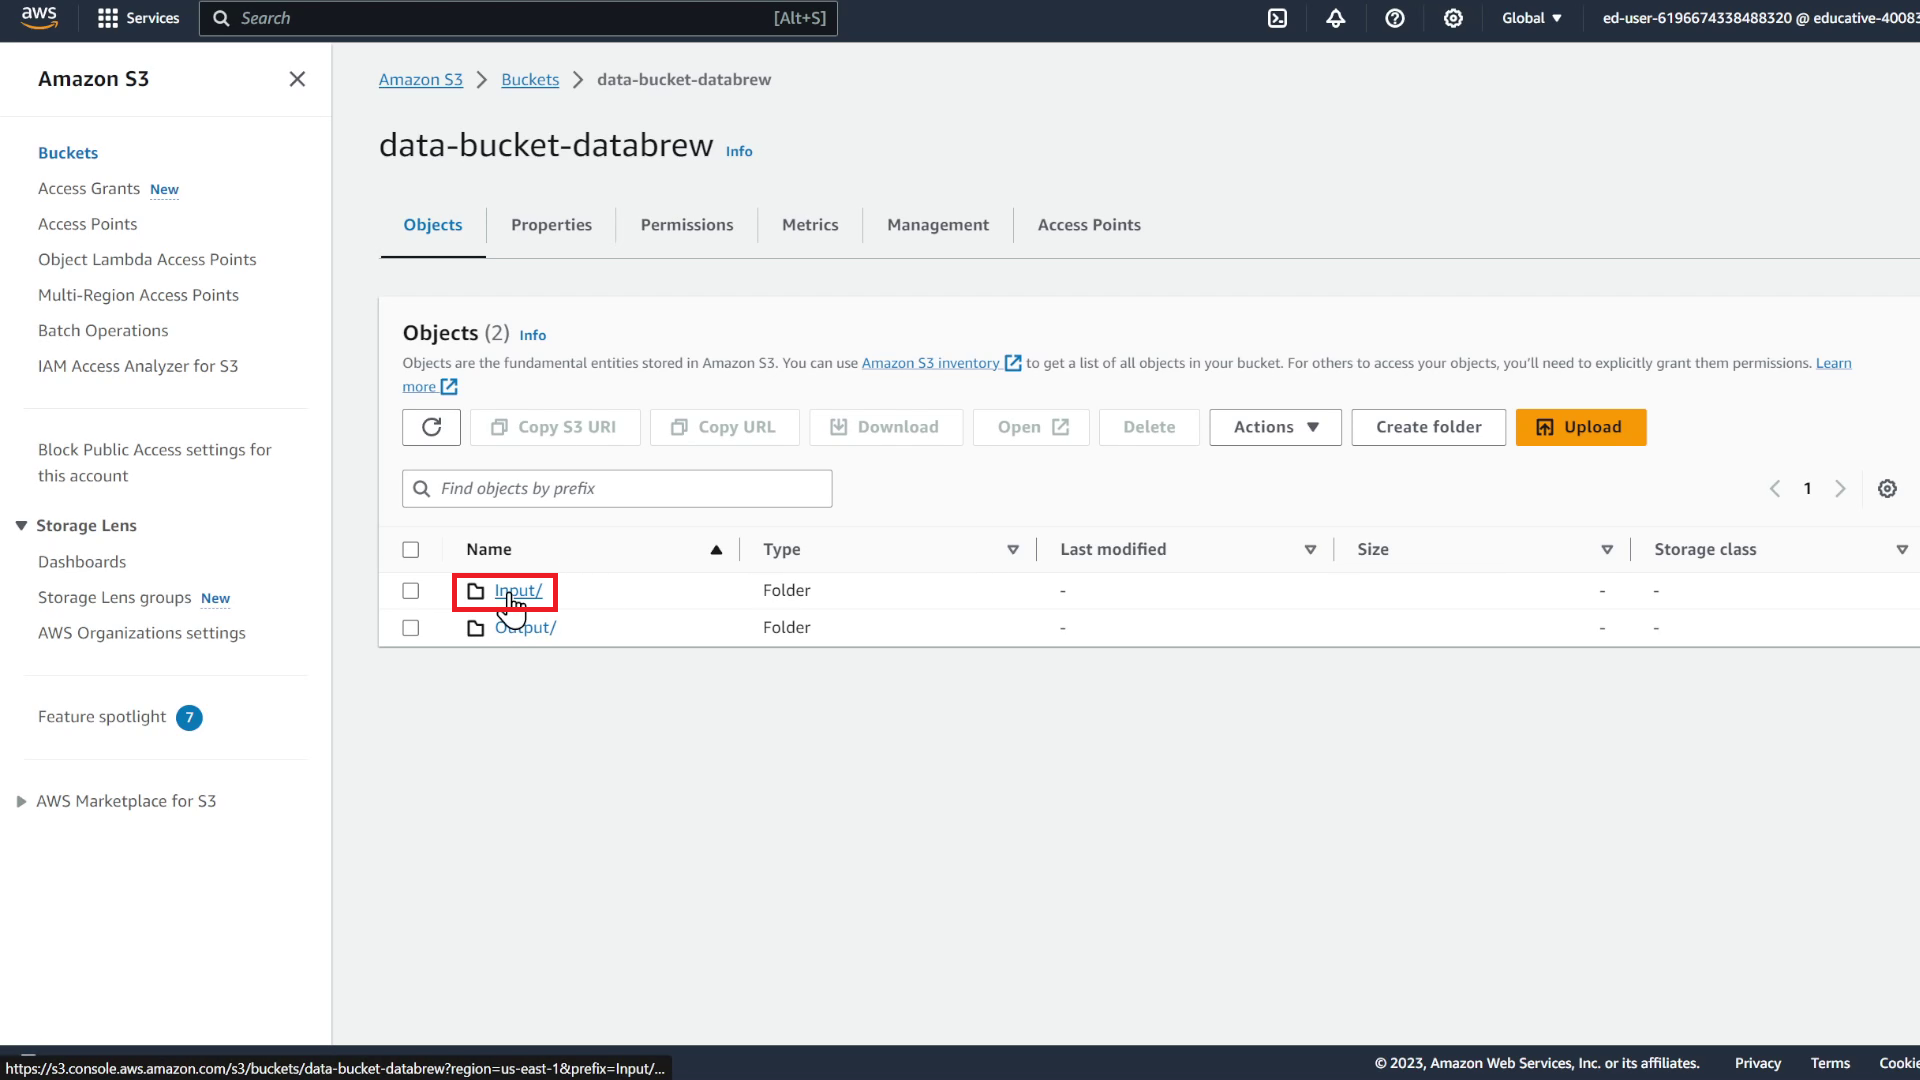 aws Services Search [Alt+S] Global ed-user-6196674338488320 @ educative-40083
Amazon S3
Buckets
Access Grants New
Access Points
Object Lambda Access Points
Multi-Region Access Points
Batch Operations
IAM Access Analyzer for S3
Block Public Access settings for
this account
Storage Lens
Dashboards
Storage Lens groups New
AWS Organizations settings
Feature spotlight 7
AWS Marketplace for S3
Amazon S3 Buckets data-bucket-databrew
data-bucket-databrew Info
Objects Properties Permissions Metrics Management Access Points
Objects (2) Info
Objects are the fundamental entities stored in Amazon S3. You can use Amazon S3 inventory to get a list of all objects in your bucket. For others to access your objects, you'll need to explicitly grant them permissions. Learn
more
Copy S3 URI Copy URL Download Open Delete Actions Create folder Upload
Find objects by prefix 1
Name Type Last modified Size Storage class
Input/ Folder - - -
Output/ Folder - - -
https://s3.console.aws.amazon.com/s3/buckets/data-bucket-databrew?region=us-east-1&prefix=Input/...
© 2023, Amazon Web Services, Inc. or its affiliates. Privacy Terms Cookie